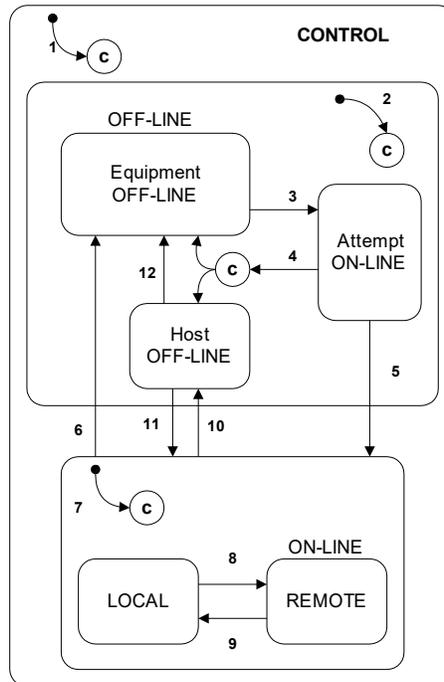 CONTROL
1
C
2
C
OFF-LINE
Equipment
OFF-LINE
3
Attempt
ON-LINE
4
C
12
Host
OFF-LINE
5
6
11
10
7
C
ON-LINE
8
LOCAL
REMOTE
9